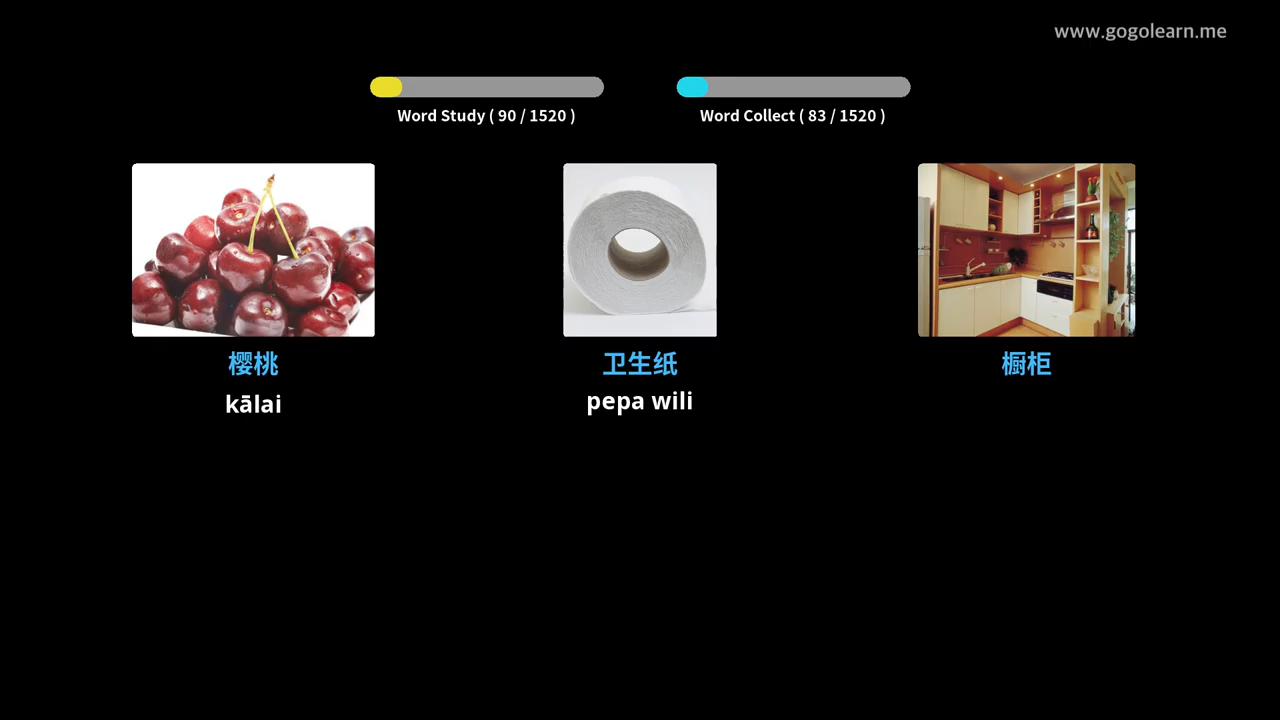 www.gogolearn.me
Word Study ( 90 / 1520 )
Word Collect ( 83 / 1520 )
樱桃
卫生纸
橱柜
kālai
pepa wili